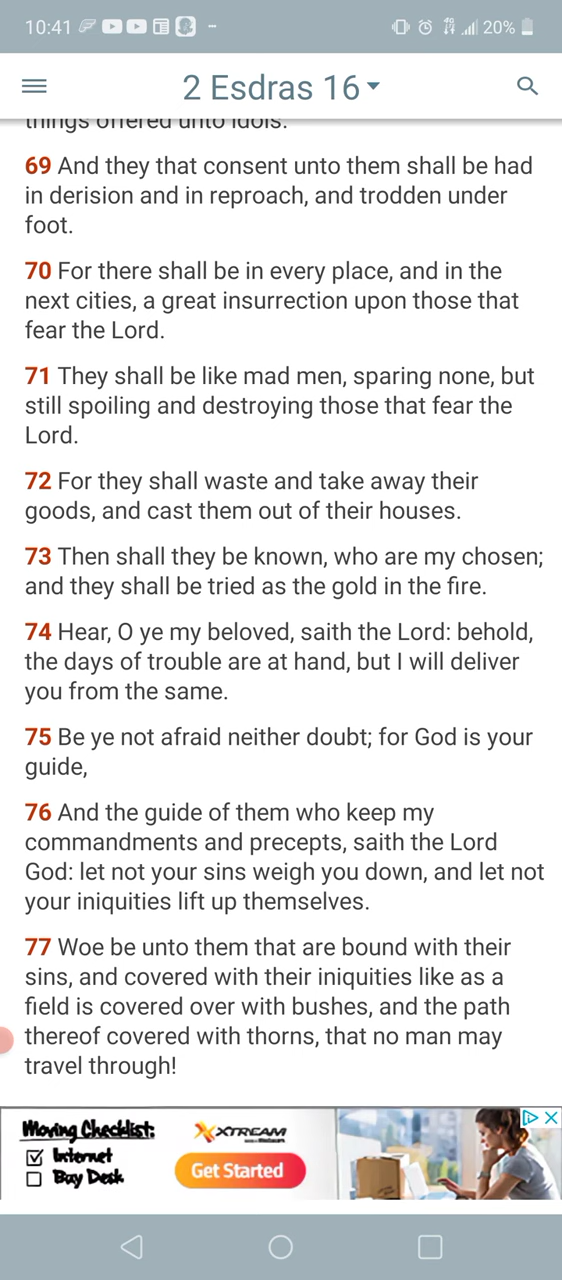 10:41
20%
2 Esdras 16
things offered unto idols.
69 And they that consent unto them shall be had
in derision and in reproach, and trodden under
foot.
70 For there shall be in every place, and in the
next cities, a great insurrection upon those that
fear the Lord.
71 They shall be like mad men, sparing none, but
still spoiling and destroying those that fear the
Lord.
72 For they shall waste and take away their
goods, and cast them out of their houses.
73 Then shall they be known, who are my chosen;
and they shall be tried as the gold in the fire.
74 Hear, O ye my beloved, saith the Lord: behold,
the days of trouble are at hand, but I will deliver
you from the same.
75 Be ye not afraid neither doubt; for God is your
guide,
76 And the guide of them who keep my
commandments and precepts, saith the Lord
God: let not your sins weigh you down, and let not
your iniquities lift up themselves.
77 Woe be unto them that are bound with their
sins, and covered with their iniquities like as a
field is covered over with bushes, and the path
thereof covered with thorns, that no man may
travel through!
Moving Checklist:
Internet
Buy Desk
XTREAM
Get Started